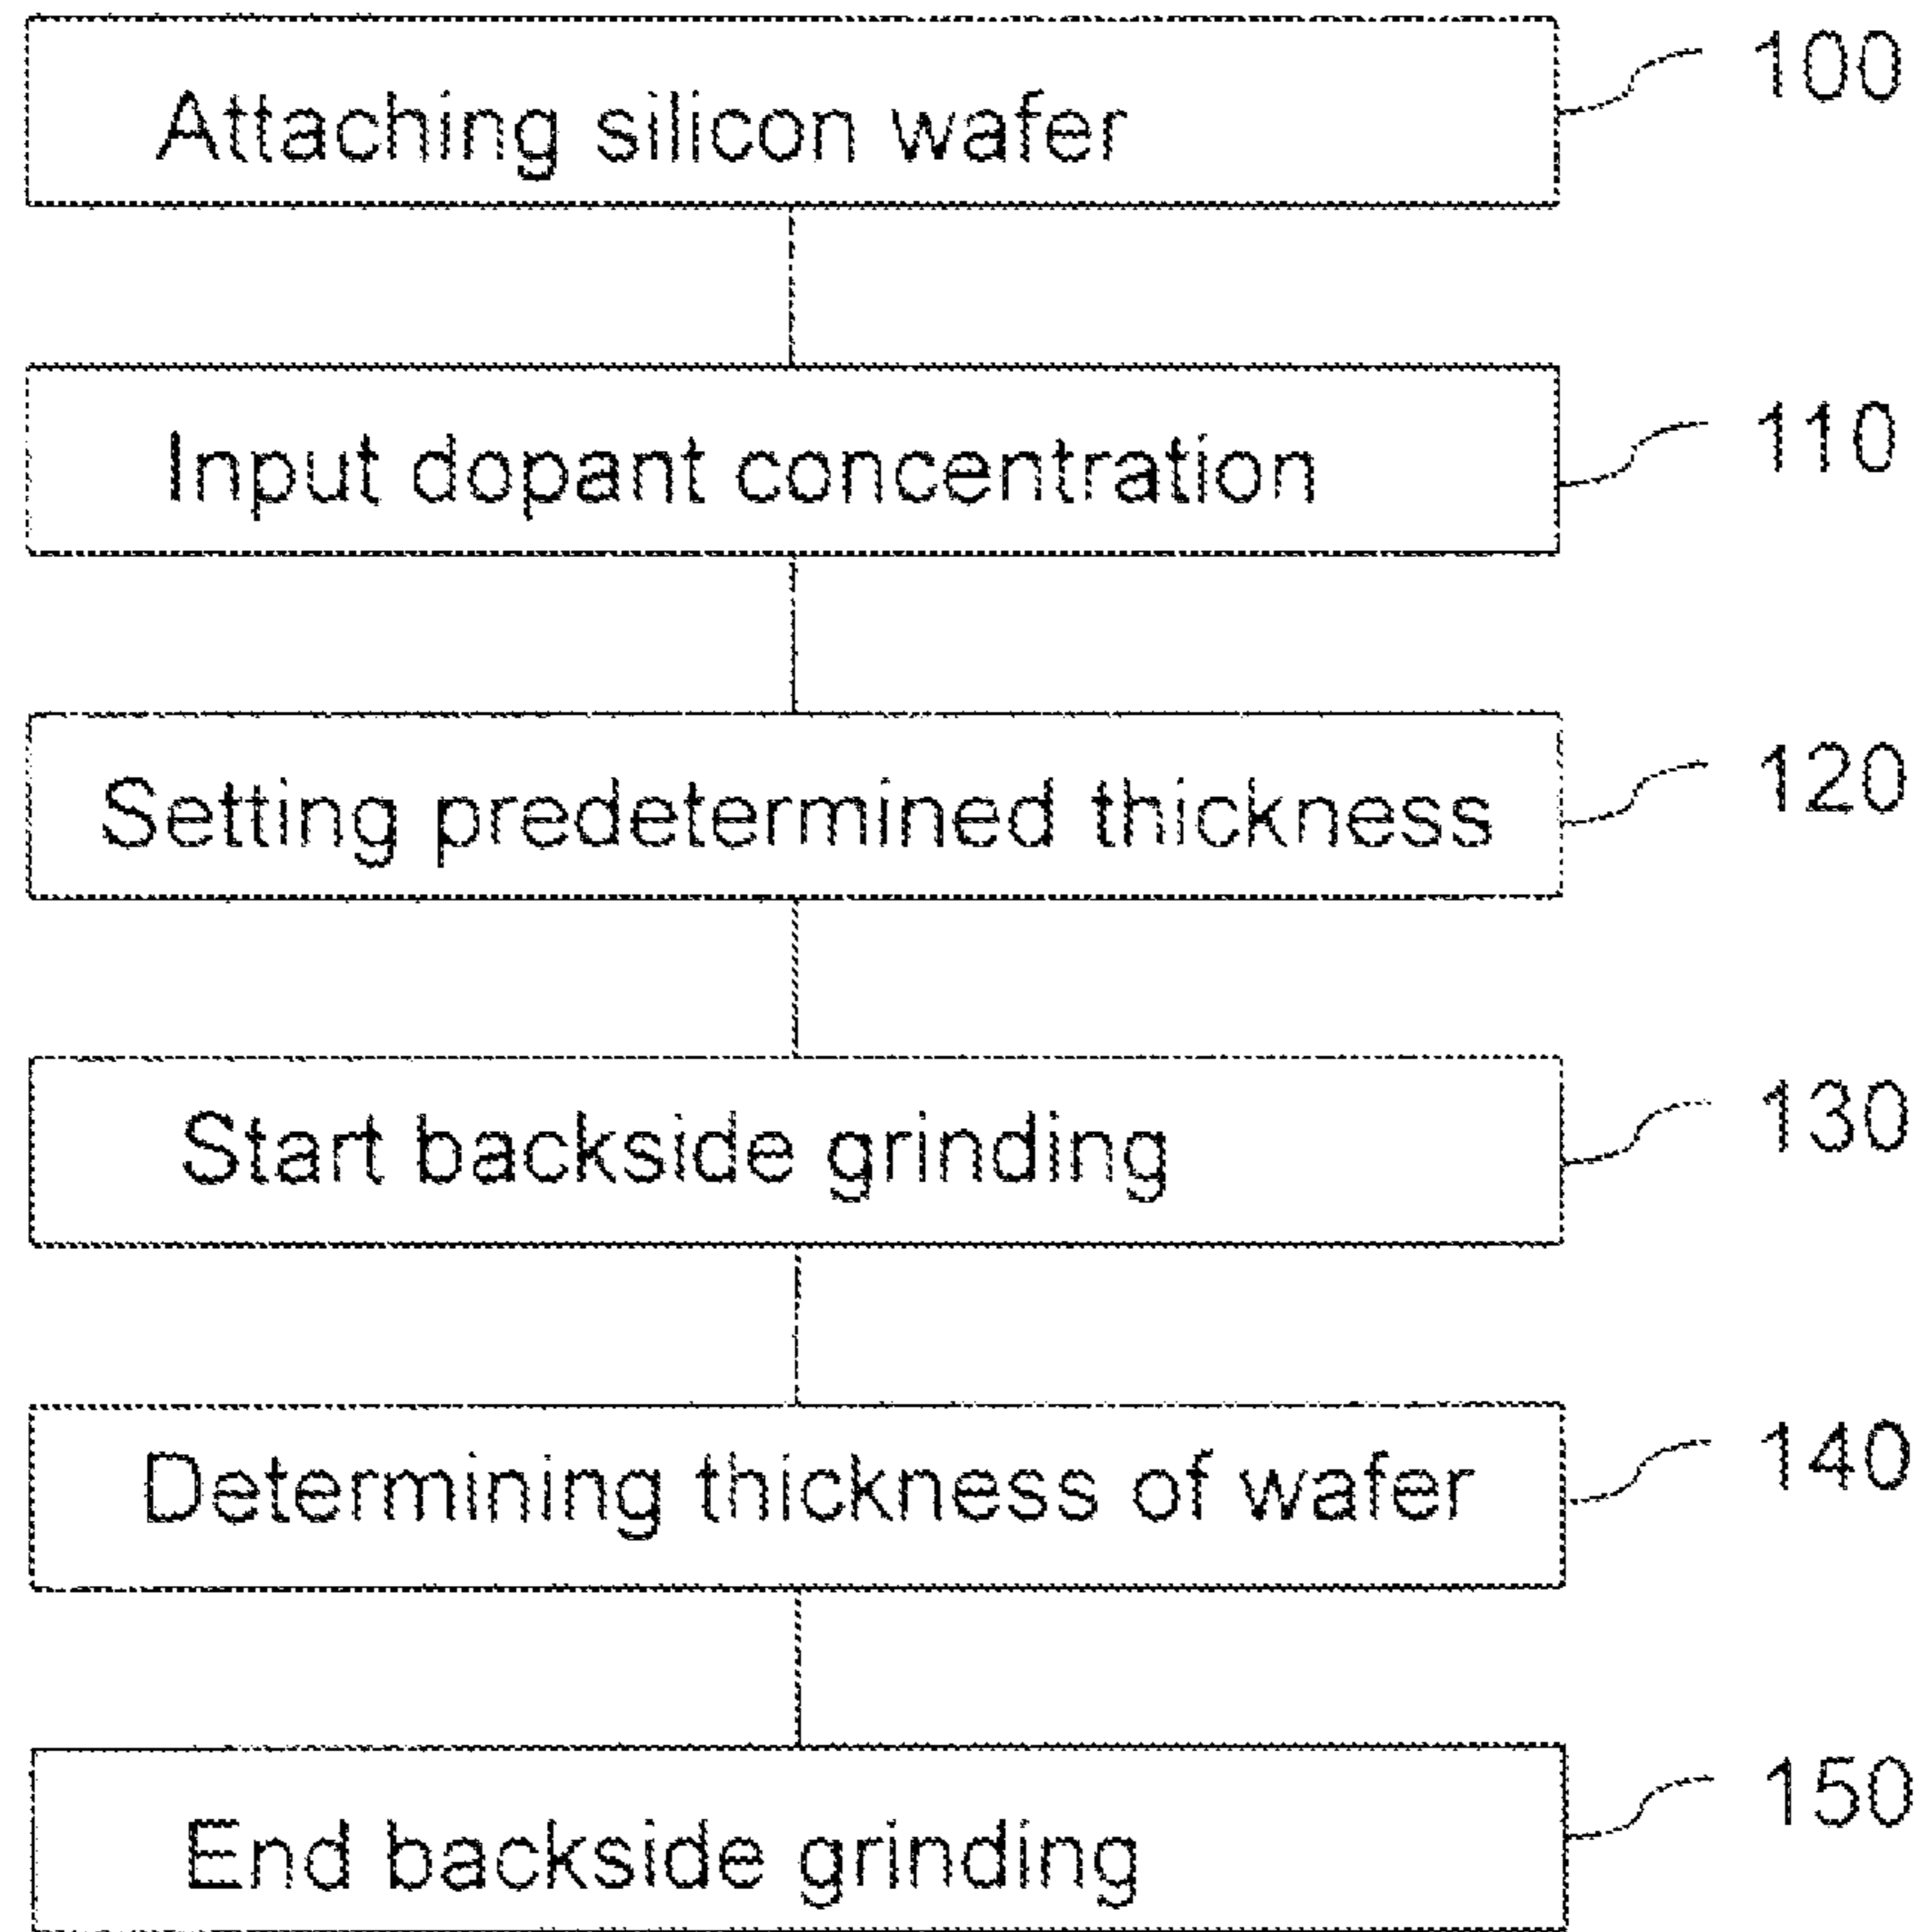 Attaching silicon wafer 100
Input dopant concentration 110
Setting predetermined thickness 120
Start backside grinding 130
Determining thickness of wafer 140
End backside grinding 150